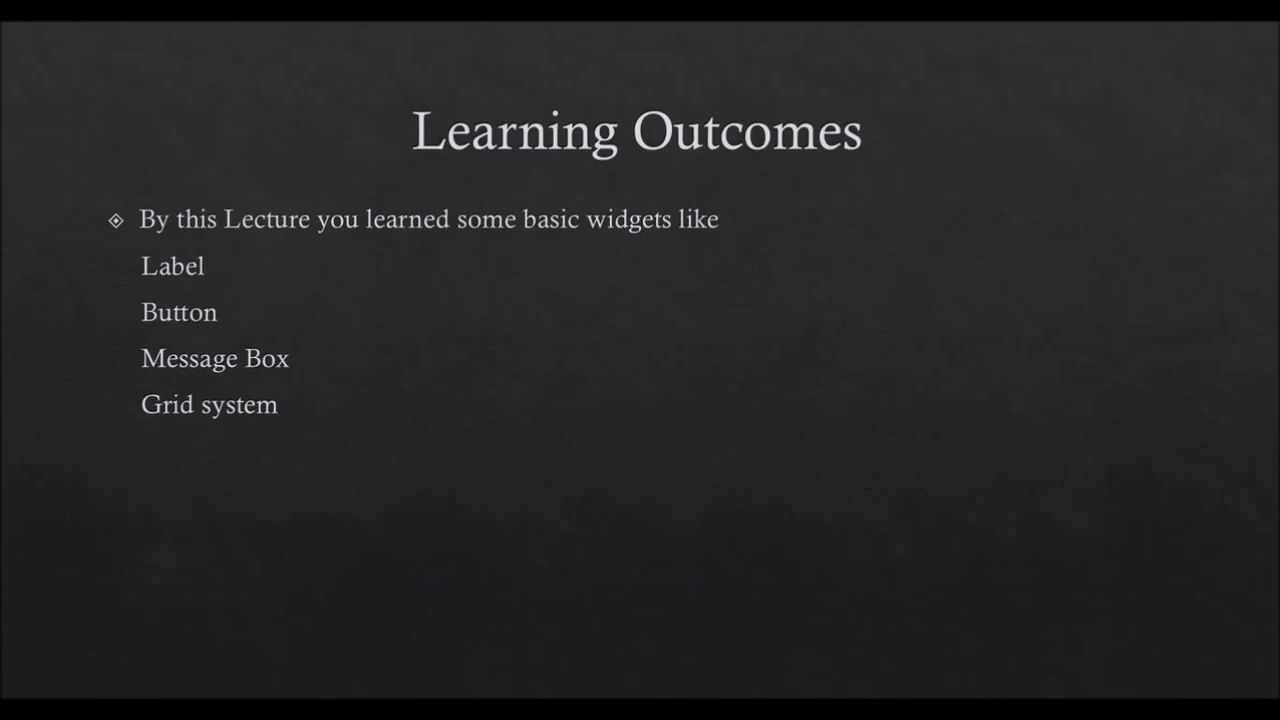 Learning Outcomes
By this Lecture you learned some basic widgets like
Label
Button
Message Box
Grid system